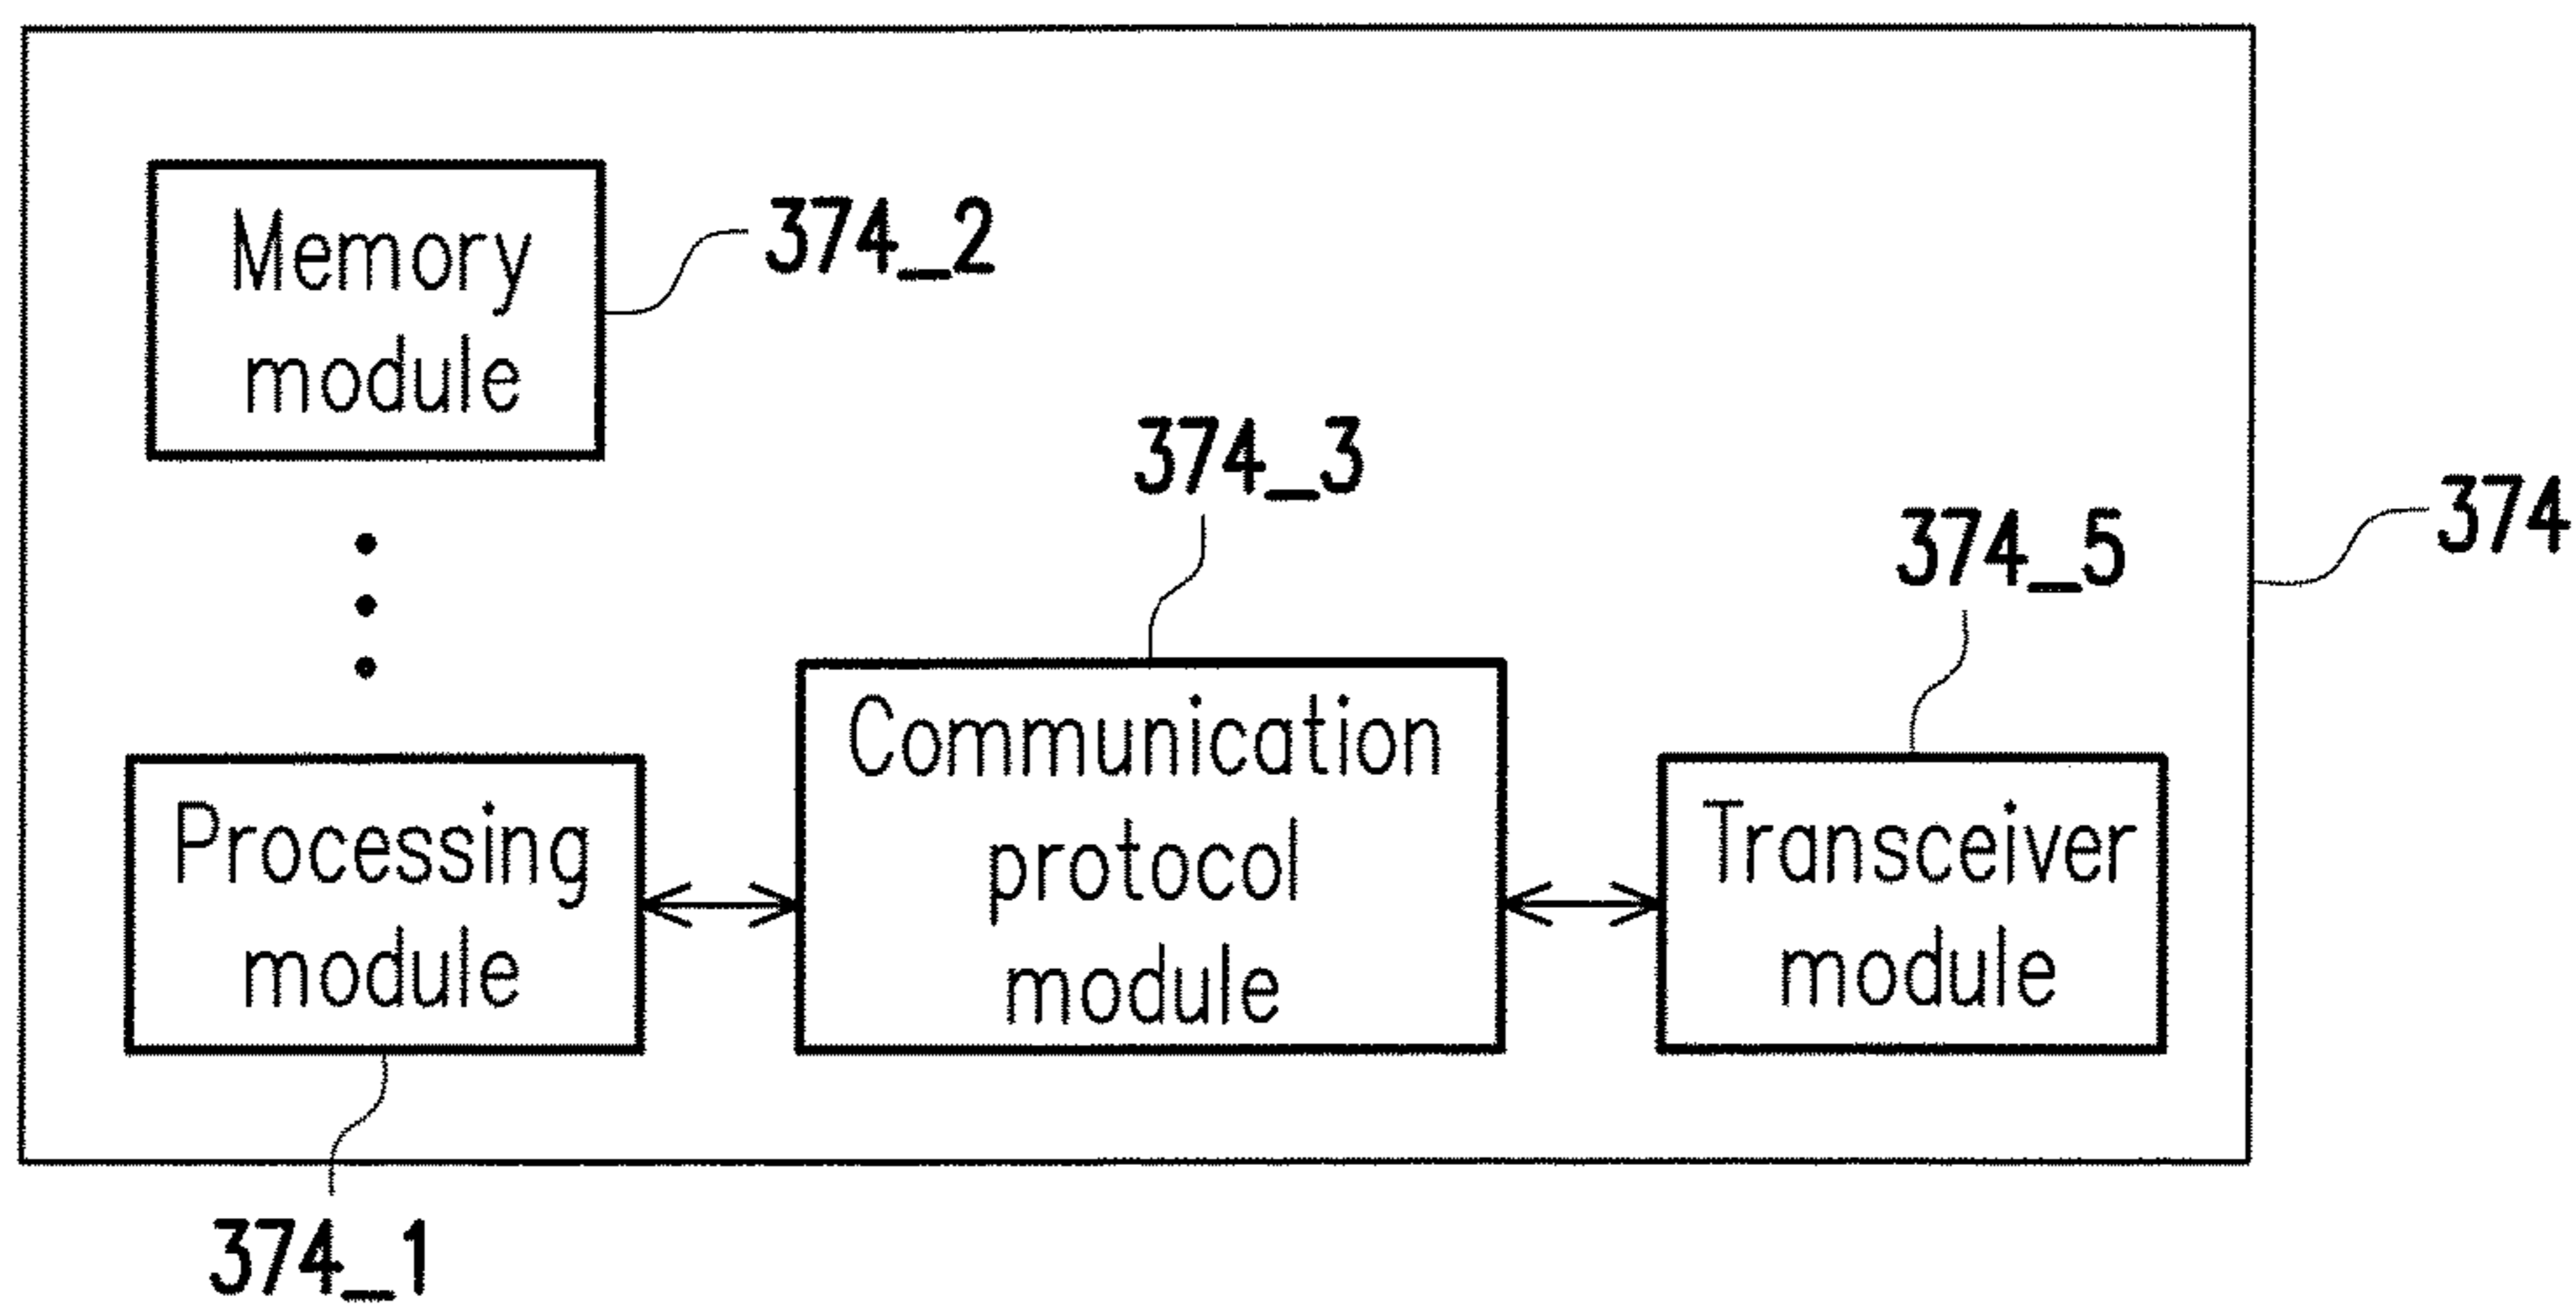 Memory
module
374_2
374_3
374_5
374
Processing
module
Communication
protocol
module
Transceiver
module
374_1